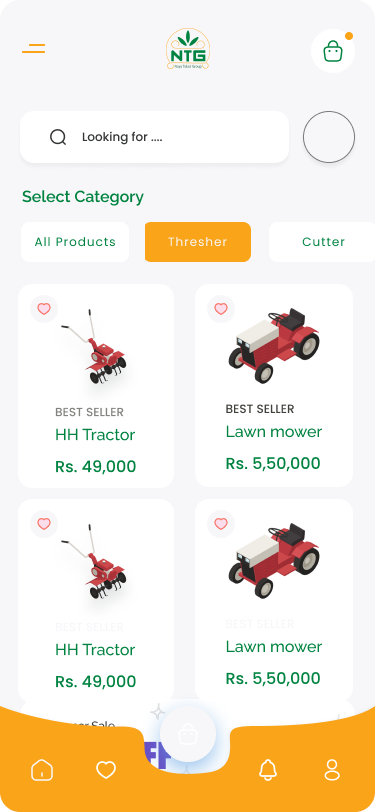 NTG
Looking for ....
Select Category
All Products
Thresher
Cutter
BEST SELLER
HH Tractor
Rs. 49,000
BEST SELLER
Lawn mower
Rs. 5,50,000
BEST SELLER
HH Tractor
Rs. 49,000
BEST SELLER
Lawn mower
Rs. 5,50,000
Sale